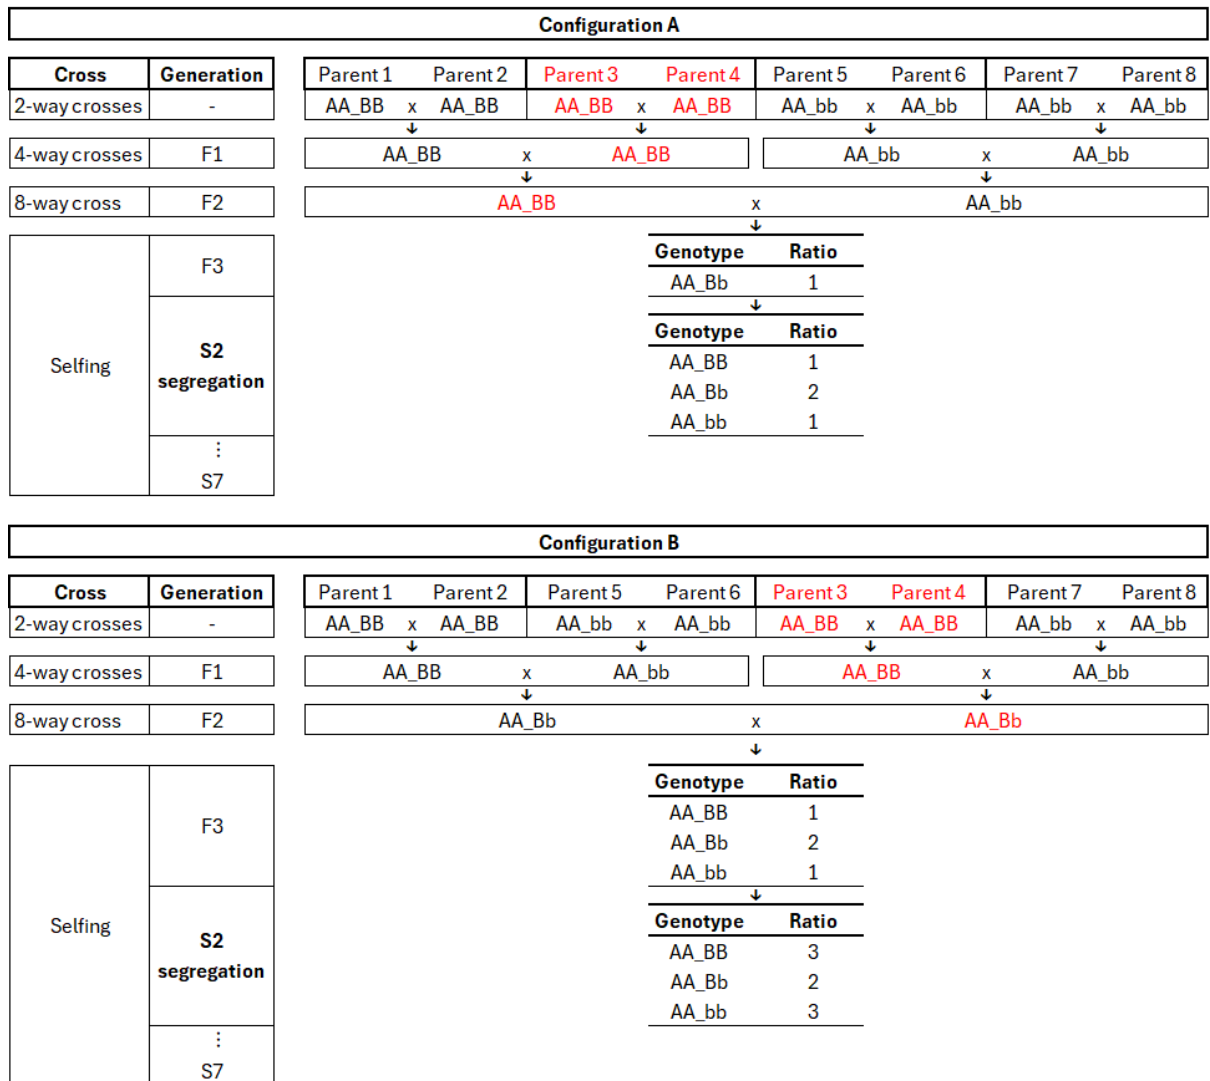 Configuration A
Cross Generation Parent 1 Parent 2 Parent 3 Parent 4 Parent 5 Parent 6 Parent 7 Parent 8
2-way crosses - AA_BB x AA_BB AA_BB x AA_BB AA_bb x AA_bb AA_bb x AA_bb
4-way crosses F1 AA_BB x AA_BB AA_bb x AA_bb
8-way cross F2 AA_BB x AA_bb
Selfing
F3
Genotype Ratio
AA_Bb 1
S2
segregation
Genotype Ratio
AA_BB 1
AA_Bb 2
AA_bb 1
⋮
S7
Configuration B
Cross Generation Parent 1 Parent 2 Parent 5 Parent 6 Parent 3 Parent 4 Parent 7 Parent 8
2-way crosses - AA_BB x AA_BB AA_bb x AA_bb AA_BB x AA_BB AA_bb x AA_bb
4-way crosses F1 AA_BB x AA_bb AA_BB x AA_bb
8-way cross F2 AA_Bb x AA_Bb
Selfing
F3
Genotype Ratio
AA_BB 1
AA_Bb 2
AA_bb 1
S2
segregation
Genotype Ratio
AA_BB 3
AA_Bb 2
AA_bb 3
⋮
S7